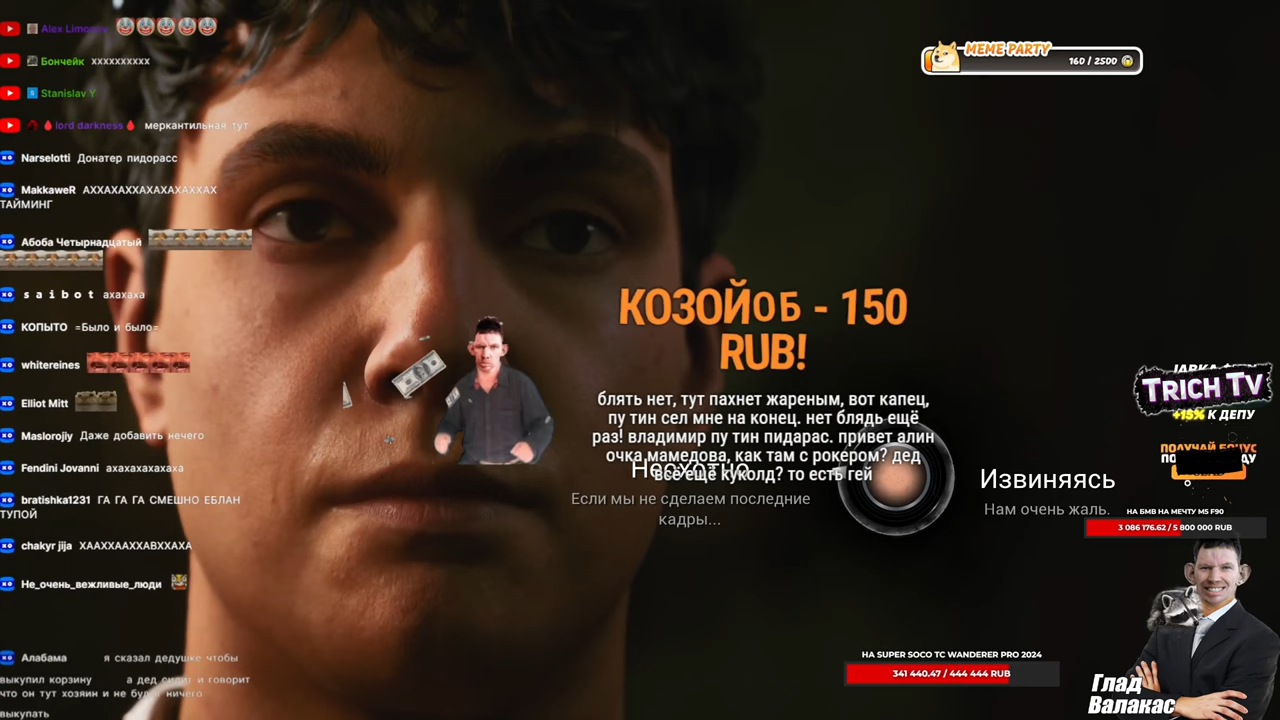 Alex Limonov
Бончейк xxxxxxxxxx
Stanislav Y
lord darkness меркантильная тут
Narselotti Донатер пидорасс
MakkaweR АХХАХАХХАХАХАХАХХАХ
ТАЙМИНГ
Абоба Четырнадцатый
s a i b o t ахахаха
КОПЫТО =Было и было=
whitereines
Elliot Mitt
Maslorojiy Даже добавить нечего
Fendini Jovanni ахахахахахаха
bratishka1231 ГА ГА ГА СМЕШНО ЕБЛАН
ТУПОЙ
chakyr jija ХААХХААХХАВХХАХА
Не_очень_вежливые_люди
Алабама я сказал дедушке чтобы
выкупил корзину а дед сидит и говорит
что он тут хозяин и не будет ничего
выкупать
MEME PARTY
160 / 2500
КОЗОЙОБ - 150
RUB!
блять нет, тут пахнет жареным, вот капец,
пу тин сел мне на конец. нет блядь ещё
раз! владимир пу тин пидарас. привет алин
очка мамедова, как там с рокером? дед
всё ещё куколд? то есть гей
Неохотно
Если мы не сделаем последние
кадры...
Извиняясь
Нам очень жаль.
TRICH TV
+15% К ДЕПУ
ПОЛУЧАЙ БОНУС
ПО
НА БМВ НА МЕЧТУ M5 F90
3 086 176.62 / 5 800 000 RUB
НА SUPER SOCO TC WANDERER PRO 2024
341 440.47 / 444 444 RUB
Глад
Валакас